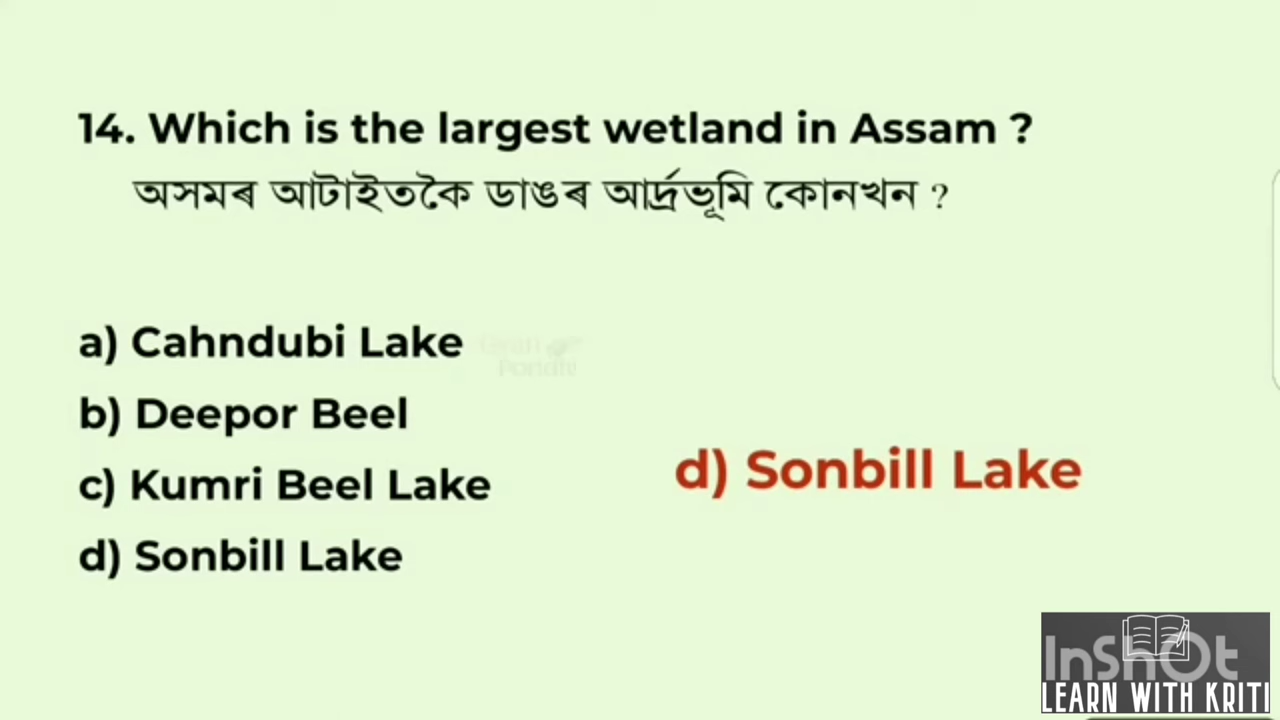 14. Which is the largest wetland in Assam ?
অসমৰ আটাইতকৈ ডাঙৰ আৰ্দ্ৰভূমি কোনখন ?
a) Cahndubi Lake
b) Deepor Beel
c) Kumri Beel Lake
d) Sonbill Lake
d) Sonbill Lake
InShOt
LEARN WITH KRITI